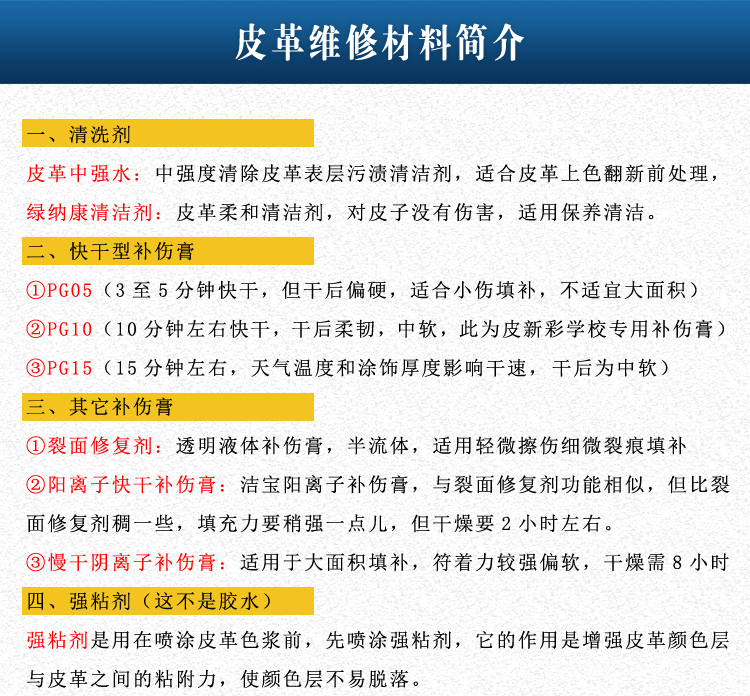 皮革维修材料简介
一、清洗剂
皮革中强水：中强度清除皮革表层污渍清洁剂，适合皮革上色翻新前处理，
绿纳康清洁剂：皮革柔和清洁剂，对皮子没有伤害，适用保养清洁。
二、快干型补伤膏
①PG05（3 至 5 分钟快干，但干后偏硬，适合小伤填补，不适宜大面积）
②PG10（10 分钟左右快干，干后柔韧，中软，此为皮新彩学校专用补伤膏）
③PG15（15 分钟左右，天气温度和涂饰厚度影响干速，干后为中软）
三、其它补伤膏
①裂面修复剂：透明液体补伤膏，半流体，适用轻微擦伤细微裂痕填补
②阳离子快干补伤膏：洁宝阳离子补伤膏，与裂面修复剂功能相似，但比裂
面修复剂稠一些，填充力要稍强一点儿，但干燥要 2 小时左右。
③慢干阴离子补伤膏：适用于大面积填补，符着力较强偏软，干燥需 8 小时
四、强粘剂（这不是胶水）
强粘剂是用在喷涂皮革色浆前，先喷涂强粘剂，它的作用是增强皮革颜色层
与皮革之间的粘附力，使颜色层不易脱落。